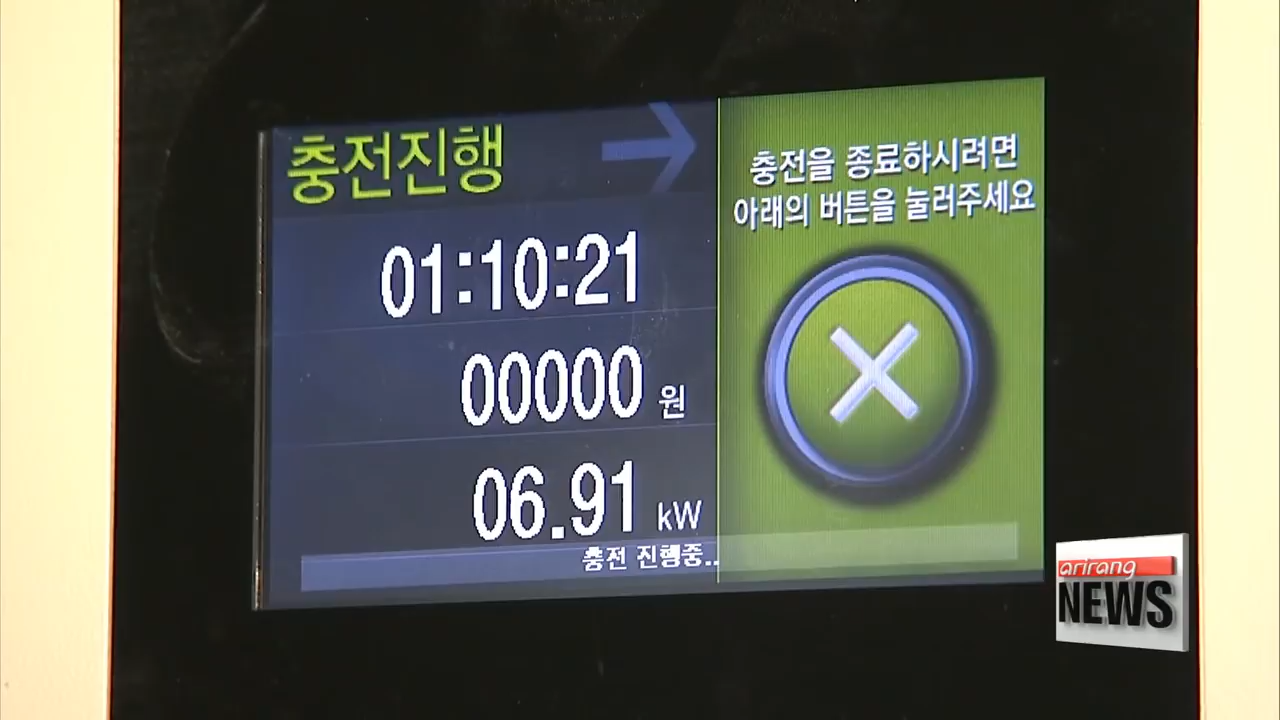 충전진행
01:10:21
00000 원
06.91 kW
충전 진행중..
충전을 종료하시려면
아래의 버튼을 눌러주세요
arirang
NEWS